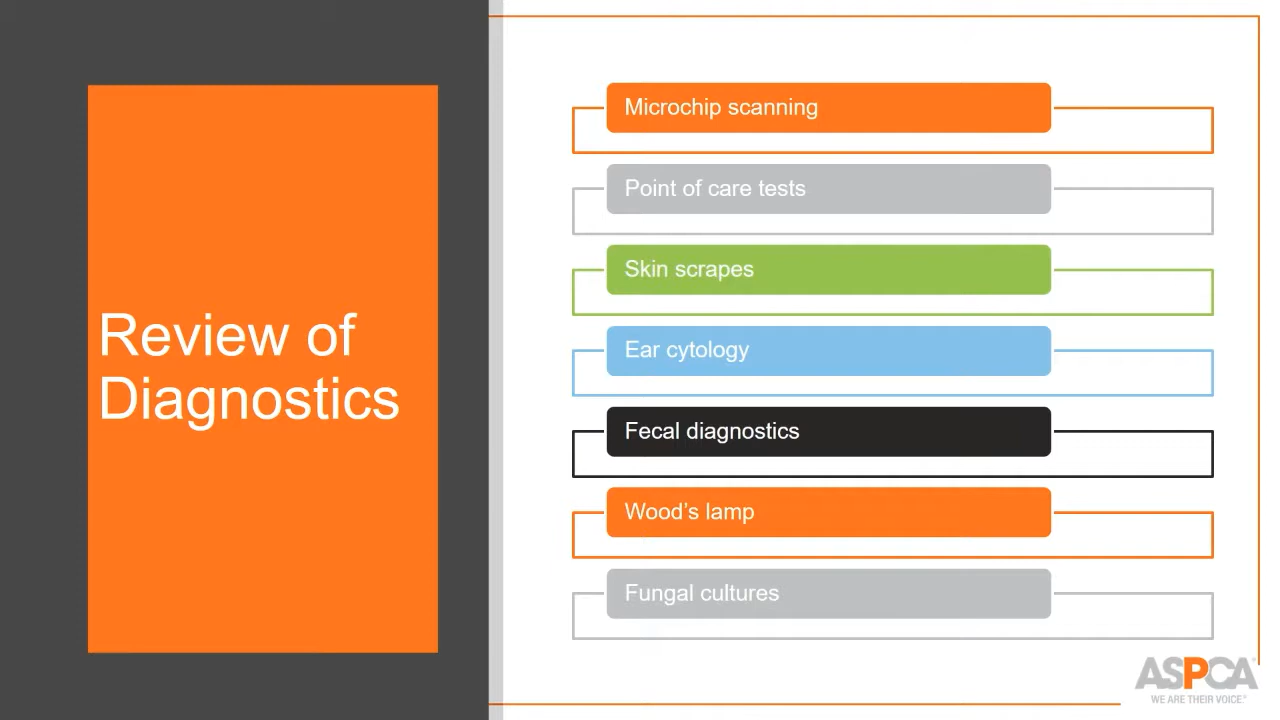 Review of
Diagnostics
Microchip scanning
Point of care tests
Skin scrapes
Ear cytology
Fecal diagnostics
Wood’s lamp
Fungal cultures
ASPCA®
WE ARE THEIR VOICE.®